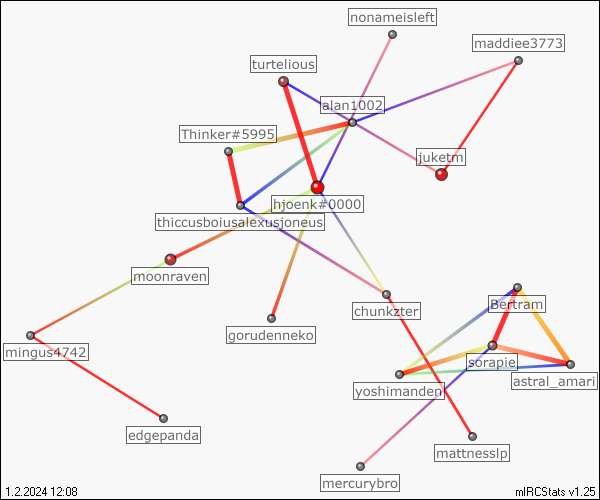 nonameisleft
maddiee3773
turtelious
alan1002
Thinker#5995
juketm
hjoenk#0000
thiccusboiusalexusjoneus
moonraven
Bertram
chunkzter
gorudenneko
mingus4742
sorapie
astral_amari
yoshimanden
edgepanda
mattnesslp
mercurybro
1.2.2024 12:08
mIRCStats v1.25